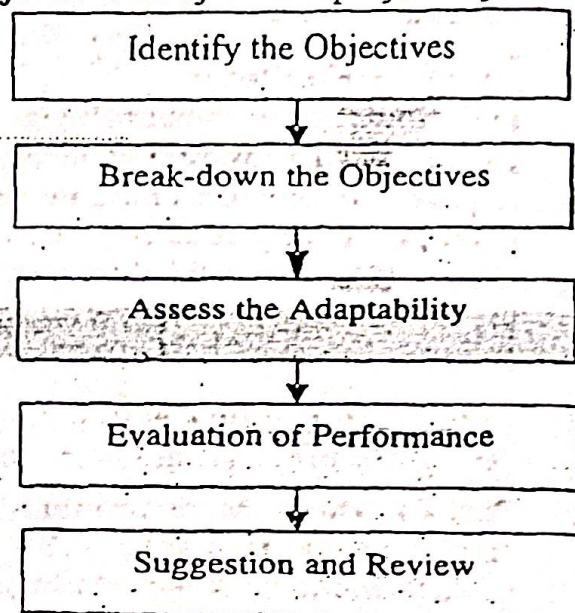 Identify the Objectives
Break-down the Objectives
Assess the Adaptability
Evaluation of Performance
Suggestion and Review